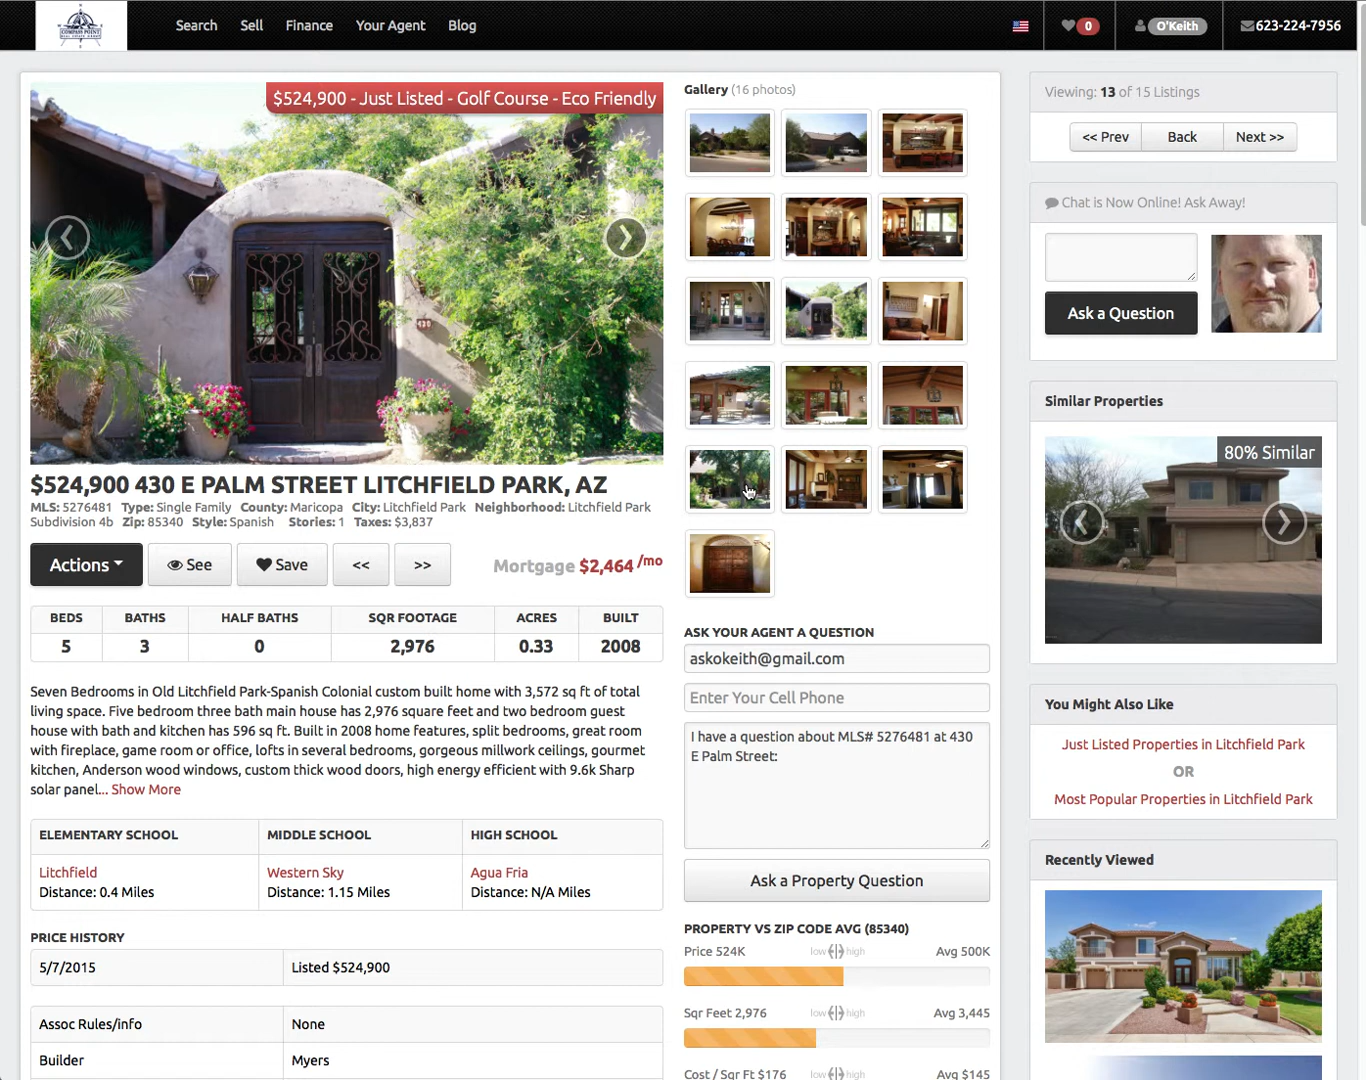 COMPASS POINT
Search Sell Finance Your Agent Blog
0 O'Keith 623-224-7956
$524,900 - Just Listed - Golf Course - Eco Friendly
430
$524,900 430 E PALM STREET LITCHFIELD PARK, AZ
MLS: 5276481 Type: Single Family County: Maricopa City: Litchfield Park Neighborhood: Litchfield Park
Subdivision 4b Zip: 85340 Style: Spanish Stories: 1 Taxes: $3,837
Actions See Save << >> Mortgage $2,464 /mo
BEDS BATHS HALF BATHS SQR FOOTAGE ACRES BUILT
5 3 0 2,976 0.33 2008
Seven Bedrooms in Old Litchfield Park-Spanish Colonial custom built home with 3,572 sq ft of total
living space. Five bedroom three bath main house has 2,976 square feet and two bedroom guest
house with bath and kitchen has 596 sq ft. Built in 2008 home features, split bedrooms, great room
with fireplace, game room or office, lofts in several bedrooms, gorgeous millwork ceilings, gourmet
kitchen, Anderson wood windows, custom thick wood doors, high energy efficient with 9.6k Sharp
solar panel... Show More
ELEMENTARY SCHOOL MIDDLE SCHOOL HIGH SCHOOL
Litchfield Western Sky Agua Fria
Distance: 0.4 Miles Distance: 1.15 Miles Distance: N/A Miles
PRICE HISTORY
5/7/2015 Listed $524,900
Assoc Rules/info None
Builder Myers
Gallery (16 photos)
ASK YOUR AGENT A QUESTION
askokeith@gmail.com
Enter Your Cell Phone
I have a question about MLS# 5276481 at 430
E Palm Street:
Ask a Property Question
PROPERTY VS ZIP CODE AVG (85340)
Price 524K low high Avg 500K
Sqr Feet 2,976 low high Avg 3,445
Cost / Sqr Ft $176 low high Avg $145
Viewing: 13 of 15 Listings
<< Prev Back Next >>
Chat is Now Online! Ask Away!
Ask a Question
Similar Properties
80% Similar
You Might Also Like
Just Listed Properties in Litchfield Park
OR
Most Popular Properties in Litchfield Park
Recently Viewed